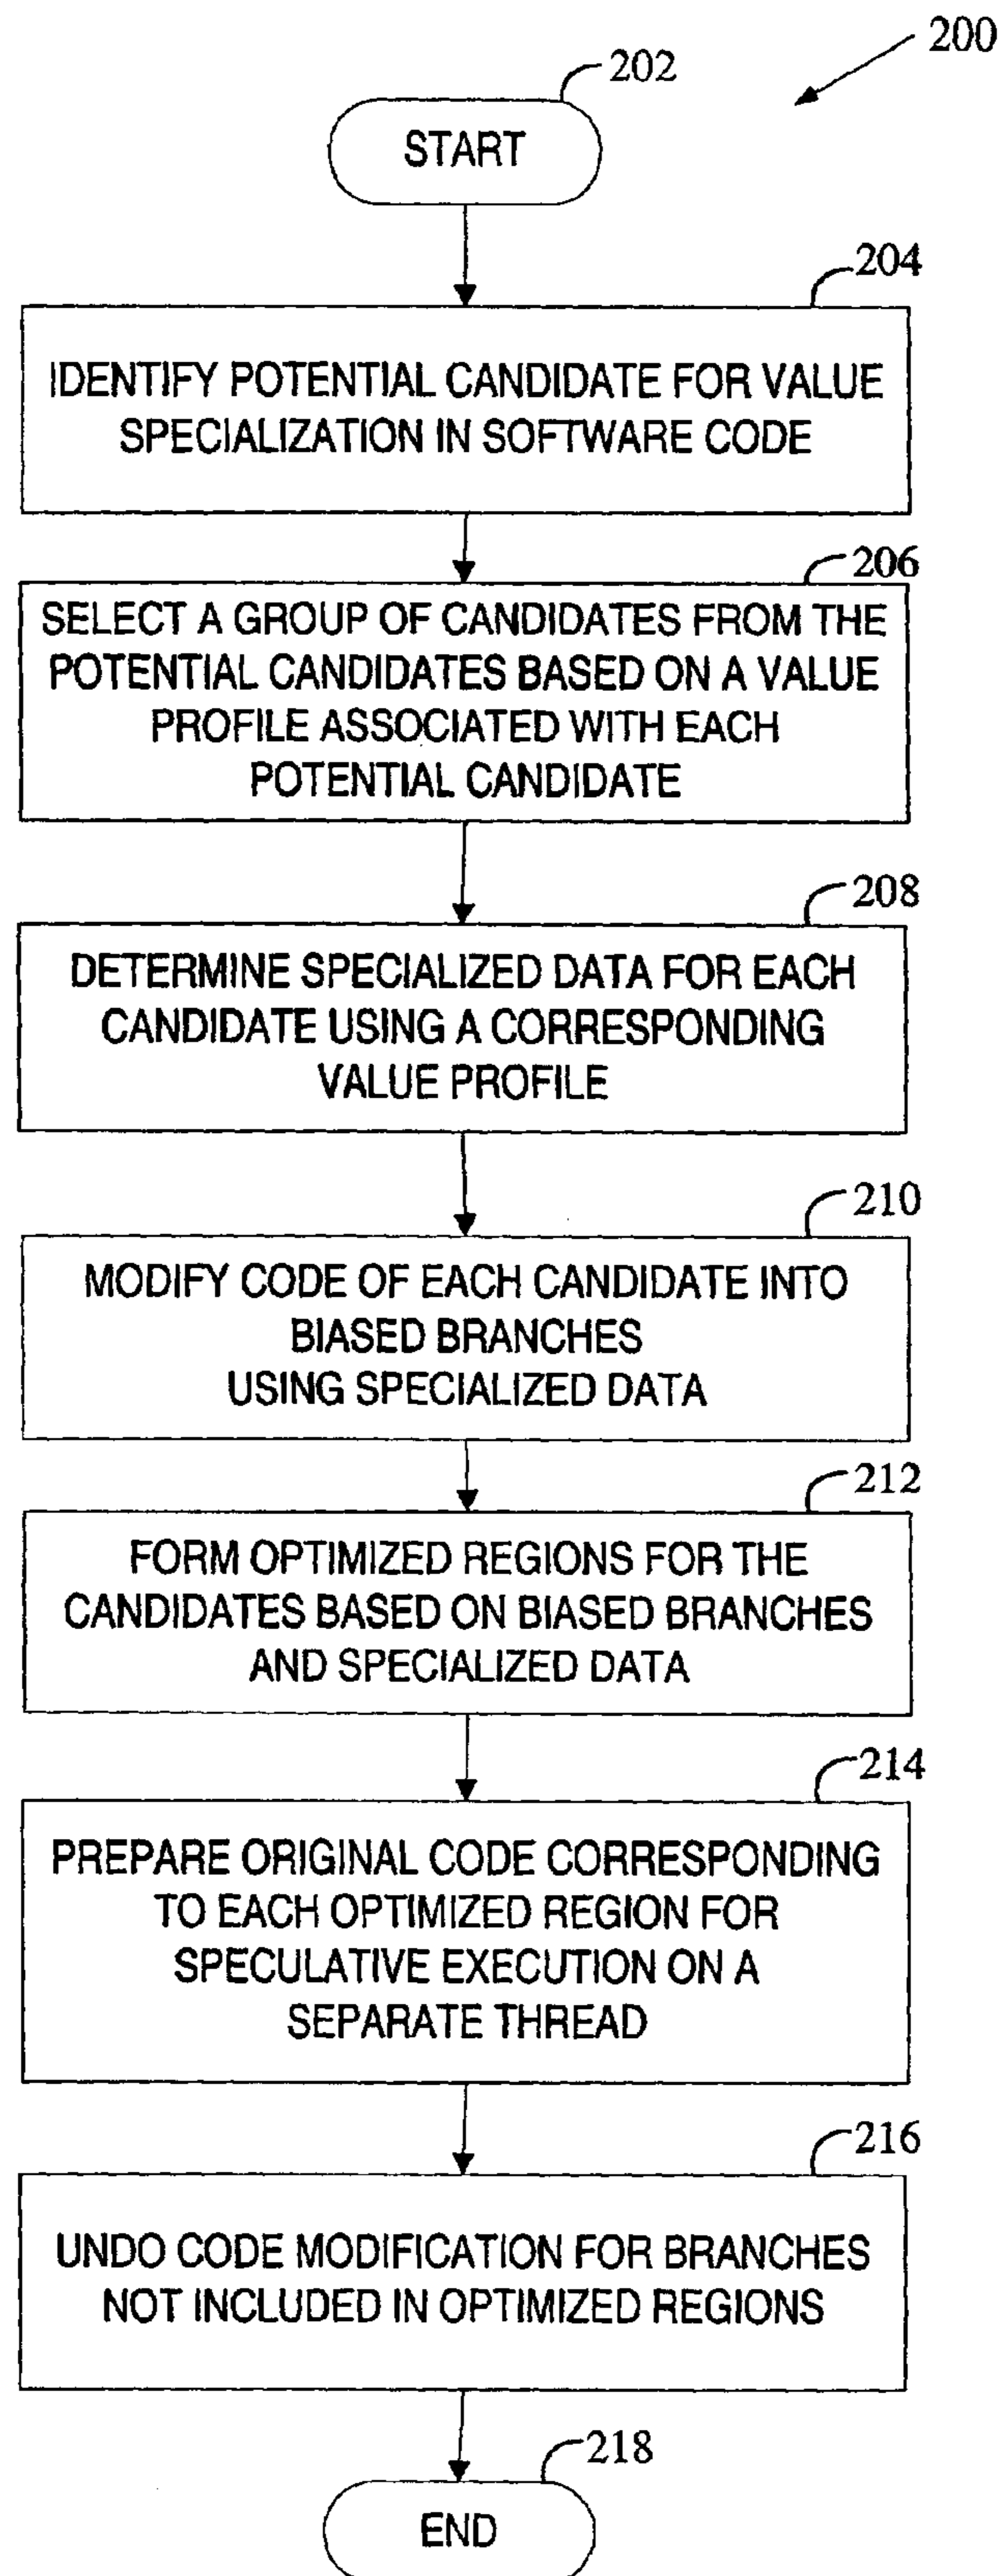 200
202
START
204
IDENTIFY POTENTIAL CANDIDATE FOR VALUE
SPECIALIZATION IN SOFTWARE CODE
206
SELECT A GROUP OF CANDIDATES FROM THE
POTENTIAL CANDIDATES BASED ON A VALUE
PROFILE ASSOCIATED WITH EACH
POTENTIAL CANDIDATE
208
DETERMINE SPECIALIZED DATA FOR EACH
CANDIDATE USING A CORRESPONDING
VALUE PROFILE
210
MODIFY CODE OF EACH CANDIDATE INTO
BIASED BRANCHES
USING SPECIALIZED DATA
212
FORM OPTIMIZED REGIONS FOR THE
CANDIDATES BASED ON BIASED BRANCHES
AND SPECIALIZED DATA
214
PREPARE ORIGINAL CODE CORRESPONDING
TO EACH OPTIMIZED REGION FOR
SPECULATIVE EXECUTION ON A
SEPARATE THREAD
216
UNDO CODE MODIFICATION FOR BRANCHES
NOT INCLUDED IN OPTIMIZED REGIONS
218
END